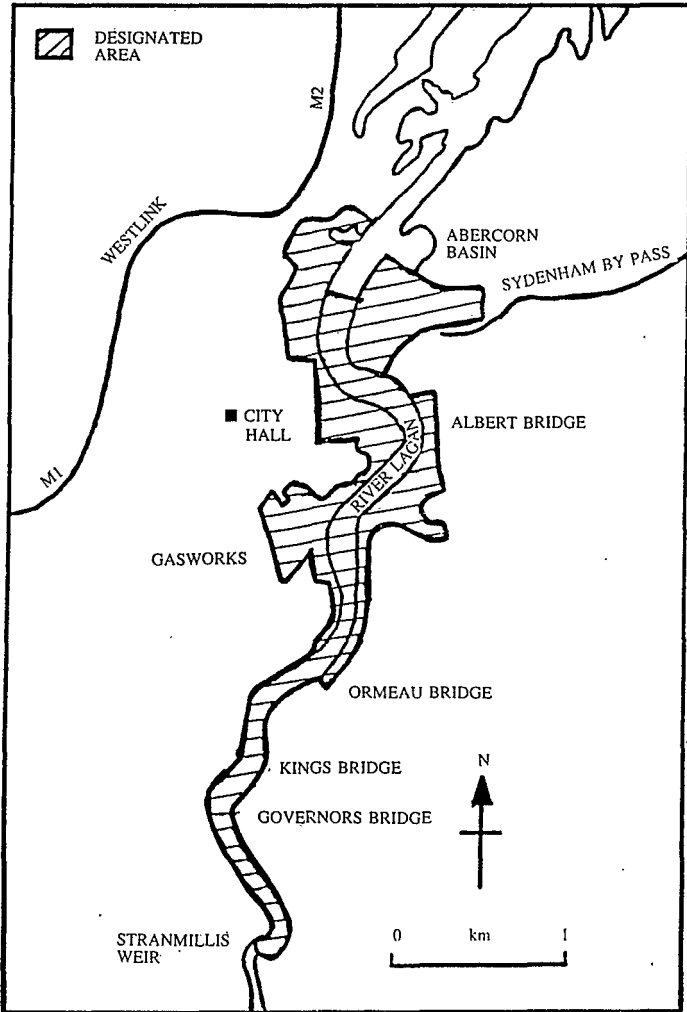 DESIGNATED
AREA
M2
WESTLINK
ABERCORN
BASIN
SYDENHAM BY PASS
CITY
HALL
ALBERT BRIDGE
RIVER LAGAN
M1
GASWORKS
ORMEAU BRIDGE
KINGS BRIDGE
N
GOVERNORS BRIDGE
STRANMILLIS
WEIR
0 km 1